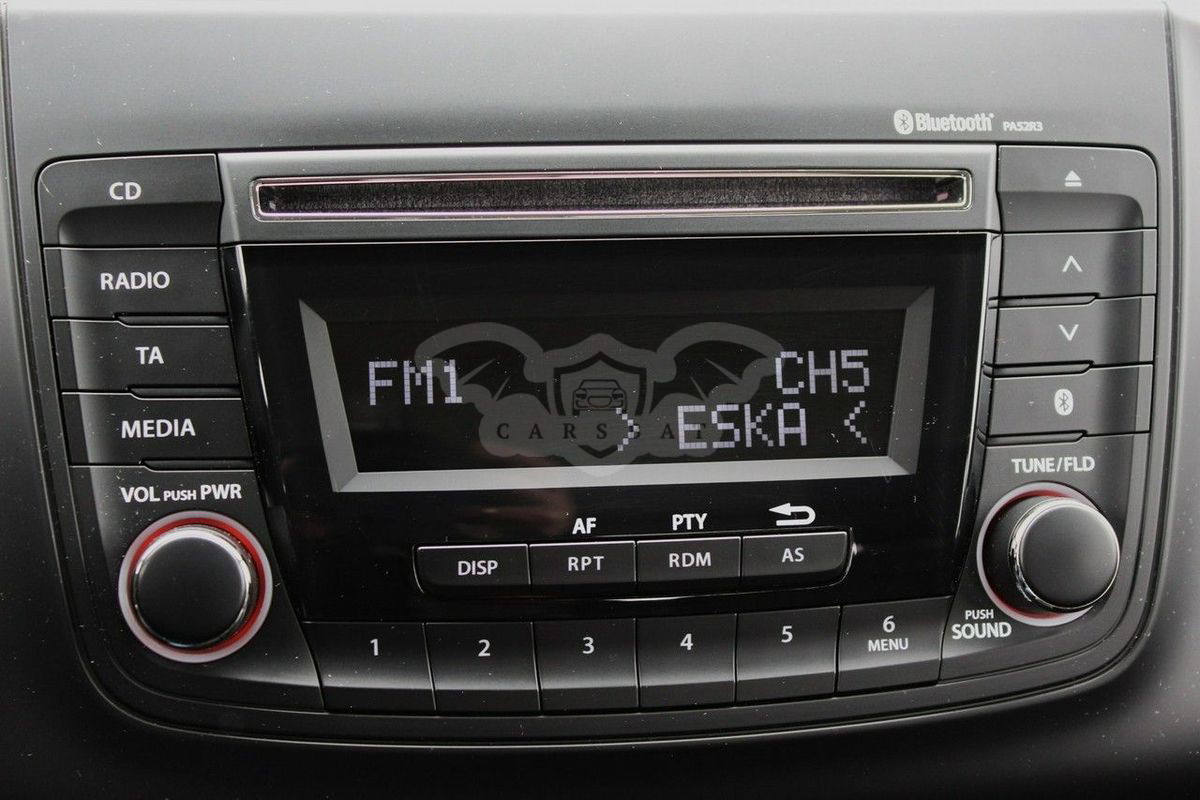 Bluetooth® PA52R3
CD
RADIO
TA
MEDIA
VOL PUSH PWR
FM1 CH5
> ESKA <
CARSBAT
TUNE/FLD
AF PTY
DISP RPT RDM AS
1 2 3 4 5 6
MENU
PUSH
SOUND